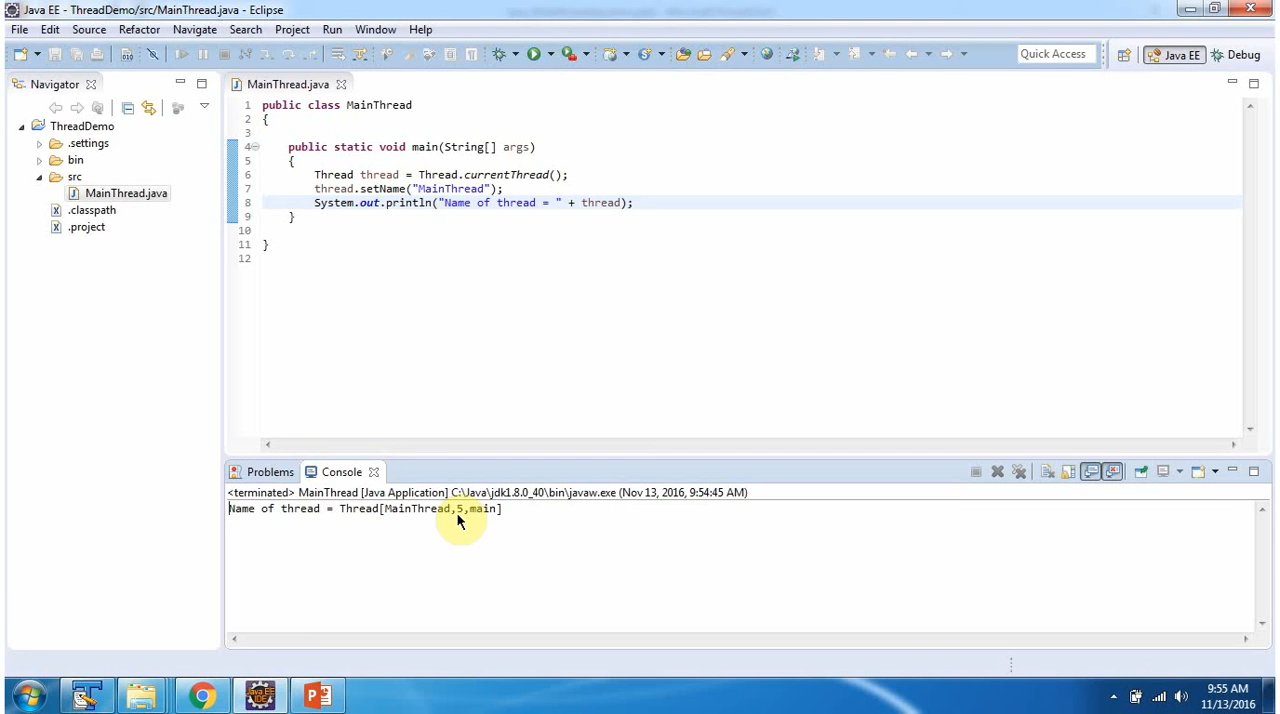 Java EE - ThreadDemo/src/MainThread.java - Eclipse
File Edit Source Refactor Navigate Search Project Run Window Help
Quick Access Java EE Debug
Navigator
ThreadDemo
.settings
bin
src
MainThread.java
.classpath
.project
MainThread.java
1 public class MainThread
2 {
3
4 public static void main(String[] args)
5 {
6 Thread thread = Thread.currentThread();
7 thread.setName("MainThread");
8 System.out.println("Name of thread = " + thread);
9 }
10
11 }
12
Problems Console
<terminated> MainThread [Java Application] C:\Java\jdk1.8.0_40\bin\javaw.exe (Nov 13, 2016, 9:54:45 AM)
Name of thread = Thread[MainThread,5,main]
Java EE
IDE
9:55 AM
11/13/2016